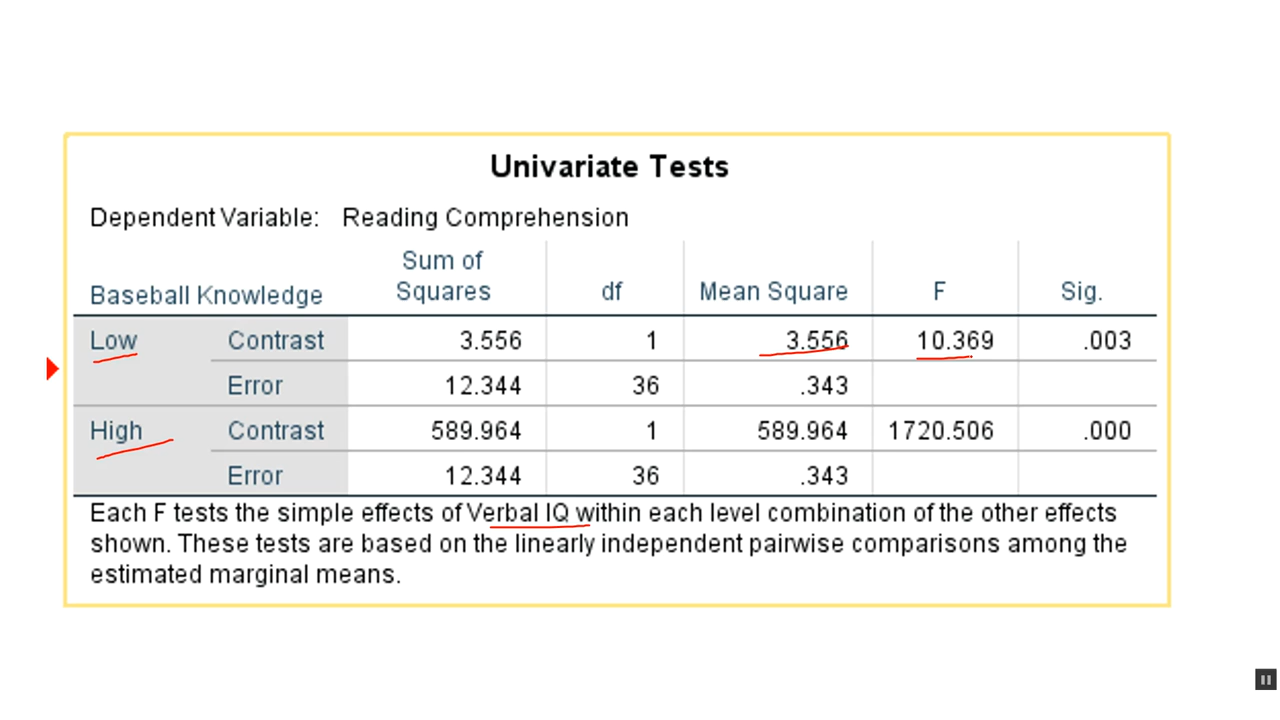 Univariate Tests
Dependent Variable: Reading Comprehension
Baseball Knowledge Sum of Squares df Mean Square F Sig.
Low Contrast 3.556 1 3.556 10.369 .003
Error 12.344 36 .343
High Contrast 589.964 1 589.964 1720.506 .000
Error 12.344 36 .343
Each F tests the simple effects of Verbal IQ within each level combination of the other effects
shown. These tests are based on the linearly independent pairwise comparisons among the
estimated marginal means.